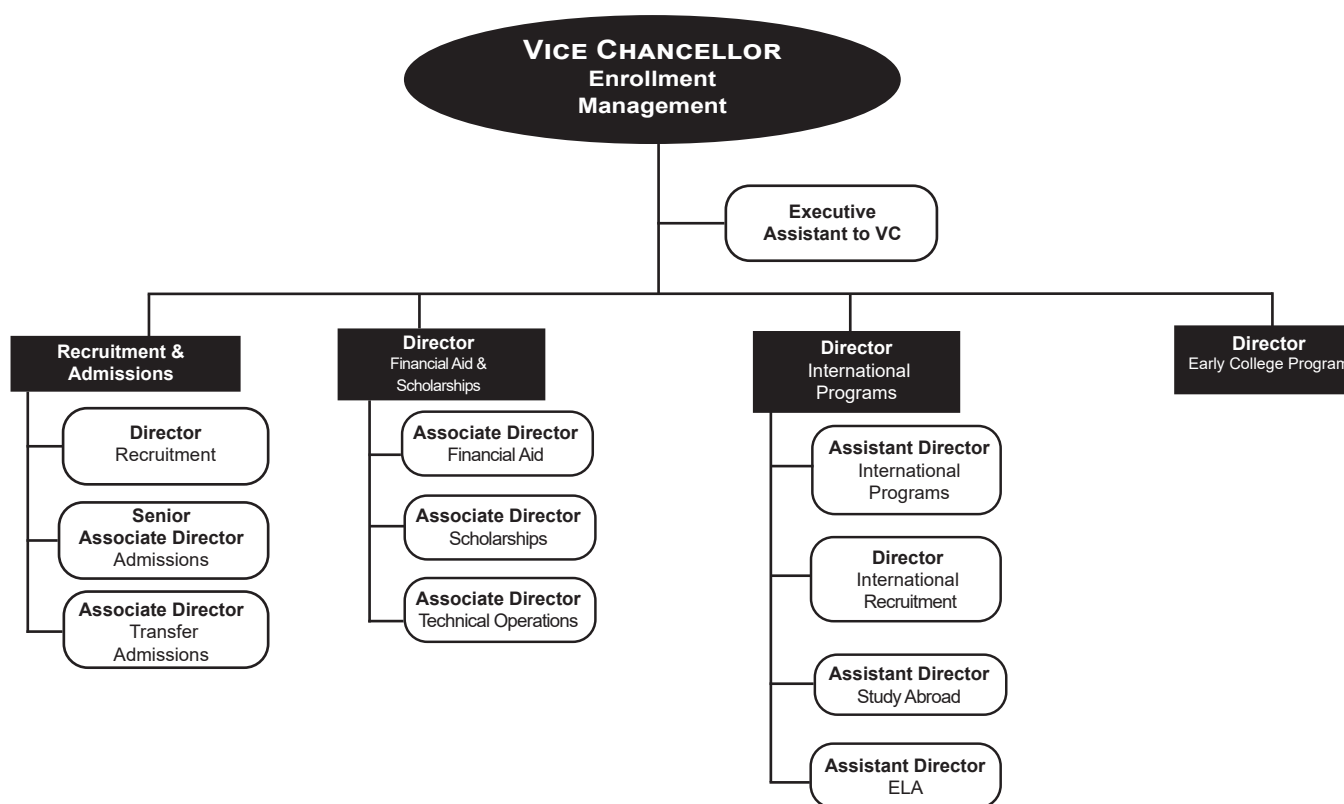 VICE CHANCELLOR
Enrollment
Management
Executive
Assistant to VC
Recruitment &
Admissions
Director
Recruitment
Senior
Associate Director
Admissions
Associate Director
Transfer
Admissions
Director
Financial Aid &
Scholarships
Associate Director
Financial Aid
Associate Director
Scholarships
Associate Director
Technical Operations
Director
International
Programs
Assistant Director
International
Programs
Director
International
Recruitment
Assistant Director
Study Abroad
Assistant Director
ELA
Director
Early College Program